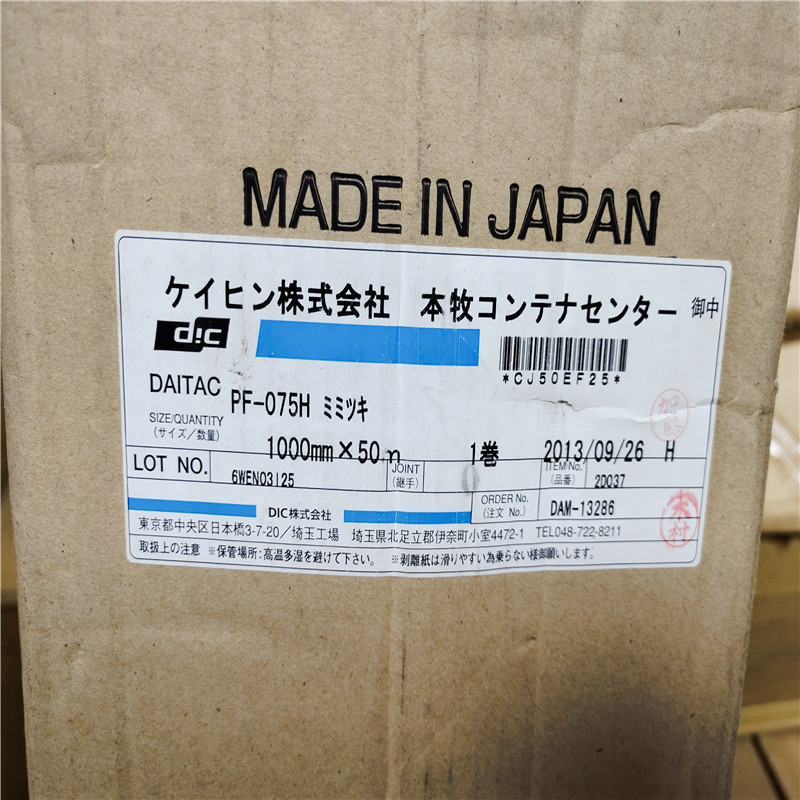 MADE IN JAPAN
ケイヒン株式会社 本牧コンテナセンター 御中
dic
*CJ50EF25*
DAITAC PF-075H ミミツキ
SIZE/QUANTITY
(サイズ/数量)
1000mm×50m 1巻 2013/09/26 H
LOT NO. 6WEN03125 JOINT (継手) ITEM No. (品番) 2D037
ORDER No. (注文 No.) DAM-13286
DIC株式会社
東京都中央区日本橋3-7-20/埼玉工場 埼玉県北足立郡伊奈町小室4472-1 TEL048-722-8211
取扱上の注意 ※保管場所:高温多湿を避けて下さい。 ※剥離紙は滑りやすい為乗らない様御願いします。